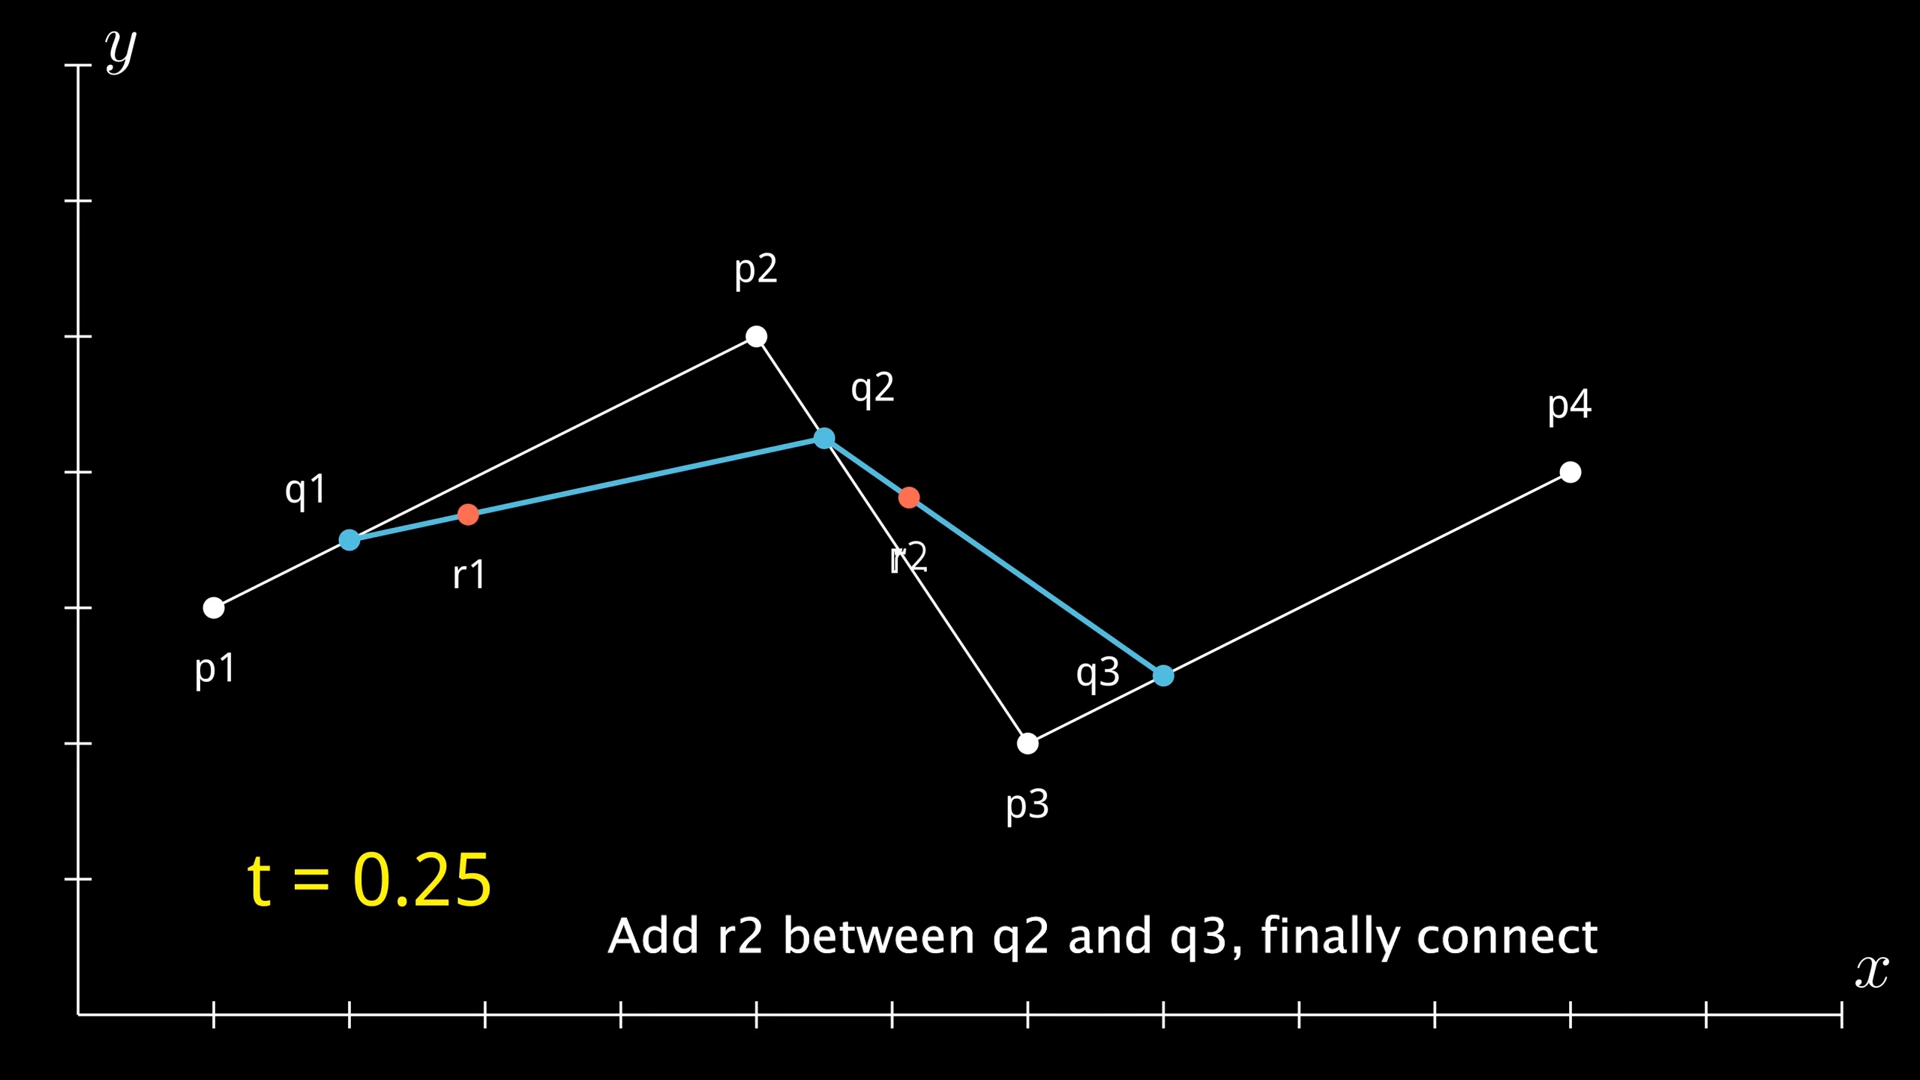 y
p2
q2
p4
q1
r2
r1
p1
q3
p3
t = 0.25
Add r2 between q2 and q3, finally connect
x